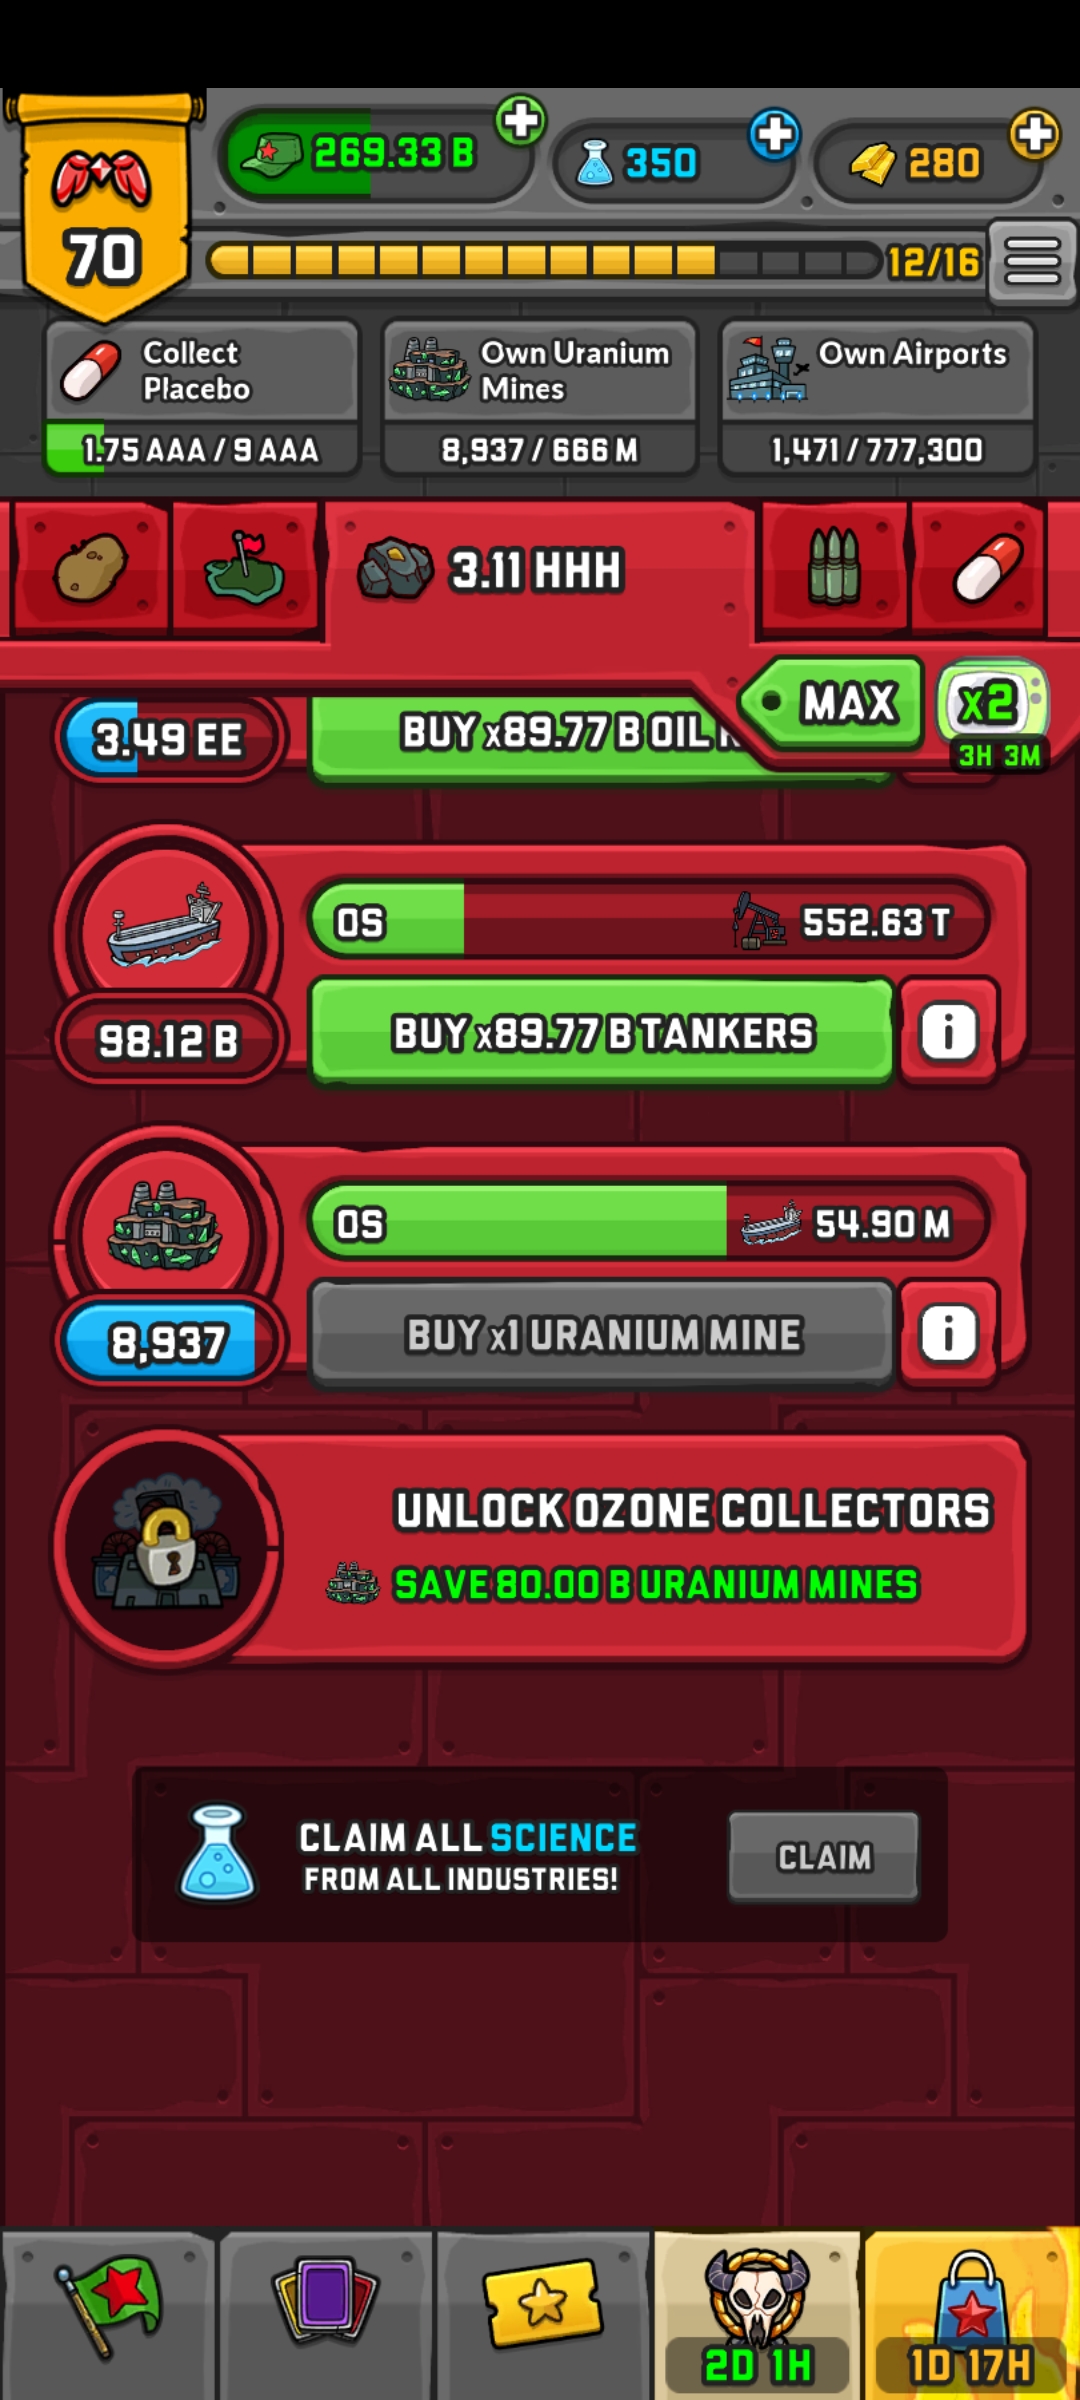 70
269.33 B
350
280
12/16
Collect
Placebo
1.75 AAA / 9 AAA
Own Uranium
Mines
8,937 / 666 M
Own Airports
1,471 / 777,300
3.11 HHH
MAX
x2
3H 3M
3.49 EE
BUY x89.77 B OIL
0S
552.63 T
98.12 B
BUY x89.77 B TANKERS
i
0S
54.90 M
8,937
BUY x1 URANIUM MINE
i
UNLOCK OZONE COLLECTORS
SAVE 80.00 B URANIUM MINES
CLAIM ALL SCIENCE
FROM ALL INDUSTRIES!
CLAIM
2D 1H
1D 17H